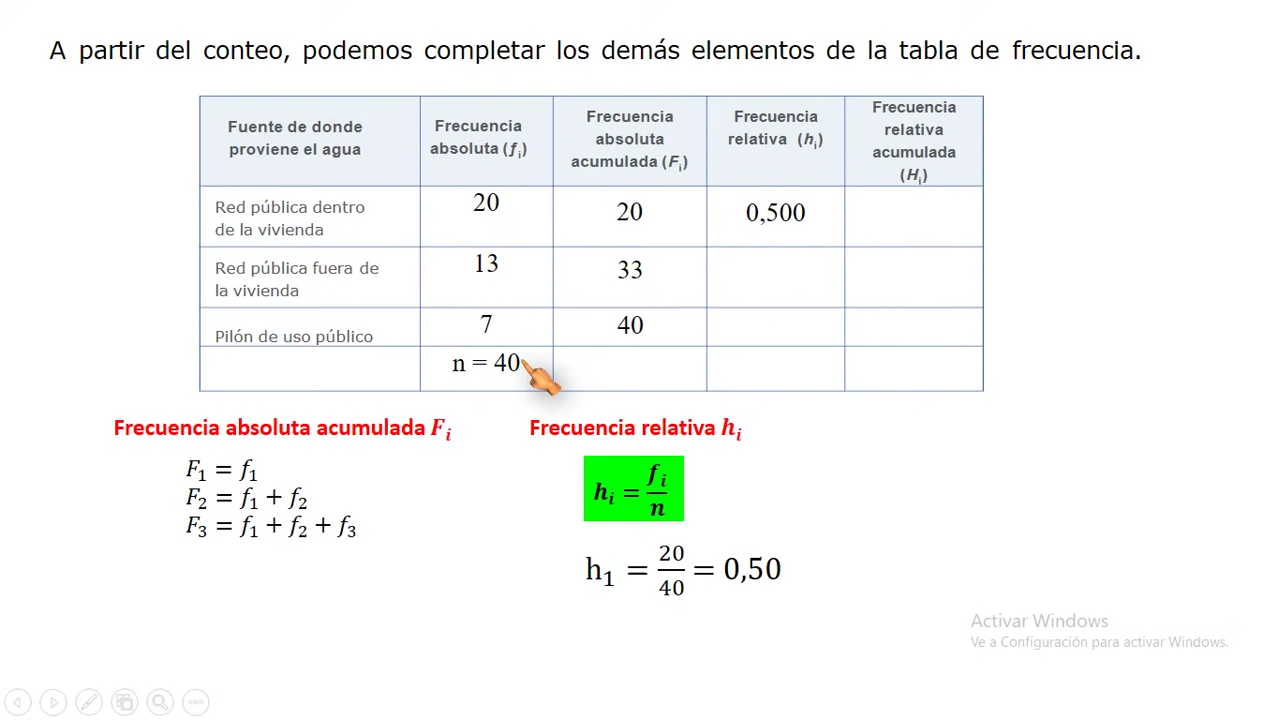 A partir del conteo, podemos completar los demás elementos de la tabla de frecuencia.
Fuente de donde
proviene el agua
Frecuencia
absoluta (fᵢ)
Frecuencia
absoluta
acumulada (Fᵢ)
Frecuencia
relativa (hᵢ)
Frecuencia
relativa
acumulada
(Hᵢ)
Red pública dentro
de la vivienda
20
20
0,500
Red pública fuera de
la vivienda
13
33
Pilón de uso público
7
40
n = 40
Frecuencia absoluta acumulada Fᵢ
F₁ = f₁
F₂ = f₁ + f₂
F₃ = f₁ + f₂ + f₃
Frecuencia relativa hᵢ
hᵢ = fᵢ/n
h₁ = 20/40 = 0,50
Activar Windows
Ve a Configuración para activar Windows.